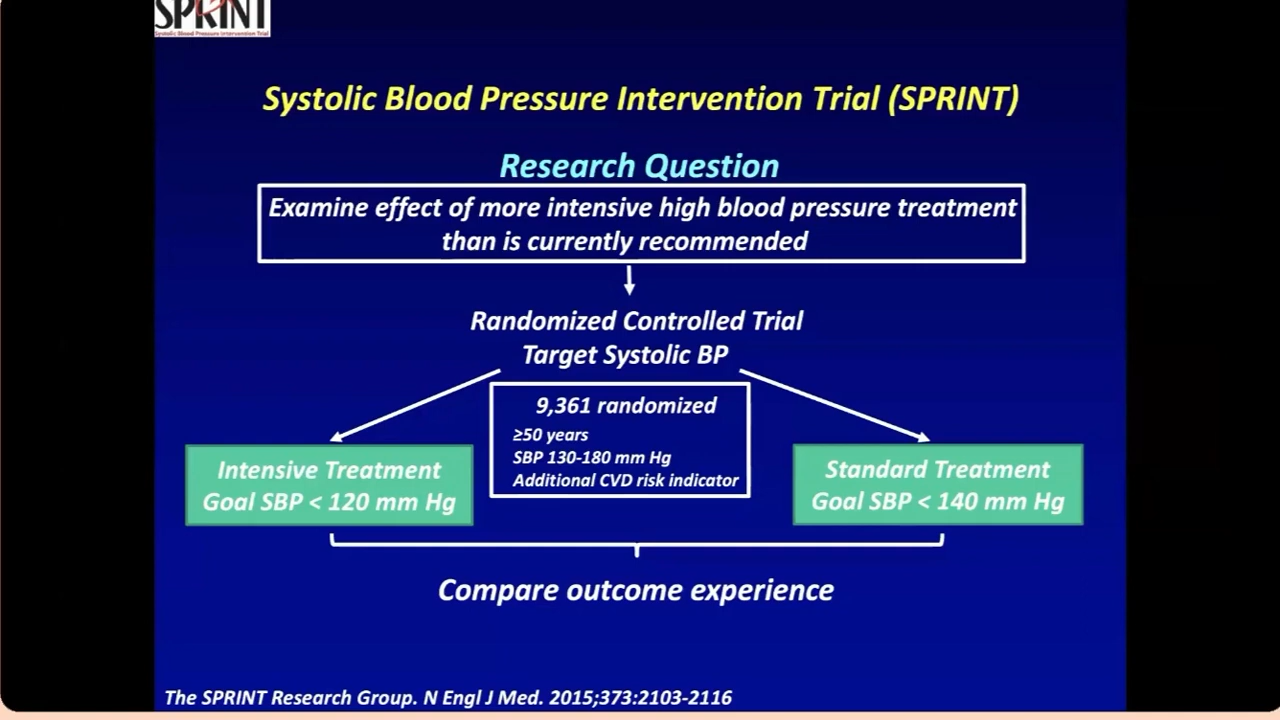 SPRINT
Systolic Blood Pressure Intervention Trial
Systolic Blood Pressure Intervention Trial (SPRINT)
Research Question
Examine effect of more intensive high blood pressure treatment
than is currently recommended
Randomized Controlled Trial
Target Systolic BP
9,361 randomized
≥50 years
SBP 130-180 mm Hg
Additional CVD risk indicator
Intensive Treatment
Goal SBP < 120 mm Hg
Standard Treatment
Goal SBP < 140 mm Hg
Compare outcome experience
The SPRINT Research Group. N Engl J Med. 2015;373:2103-2116